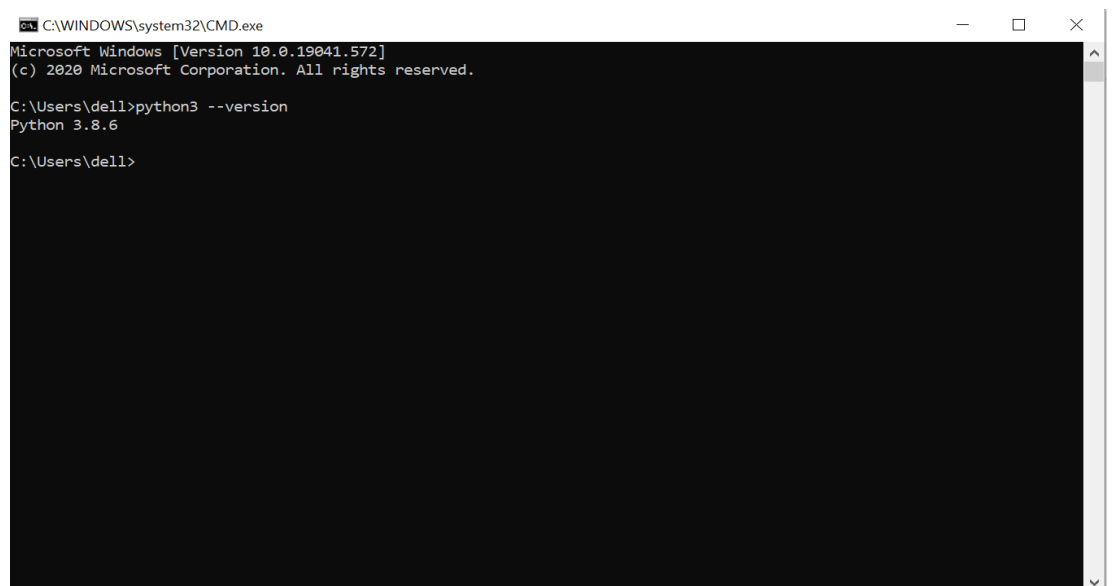 C:\WINDOWS\system32\CMD.exe
Microsoft Windows [Version 10.0.19041.572]
(c) 2020 Microsoft Corporation. All rights reserved.
C:\Users\dell>python3 --version
Python 3.8.6
C:\Users\dell>